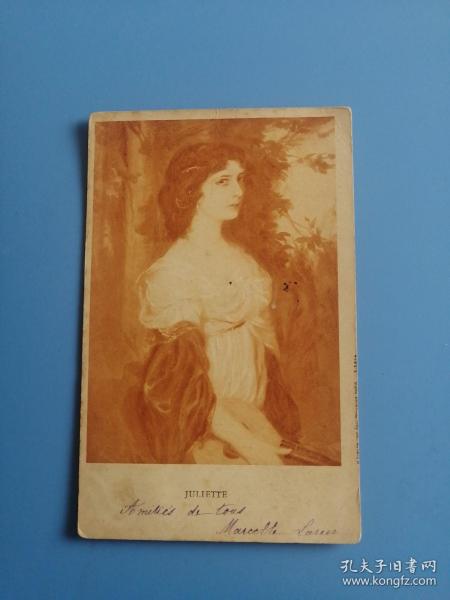 JULIETTE
Amitiés de tous
Marcelle
孔夫子旧书网
www.kongfz.com